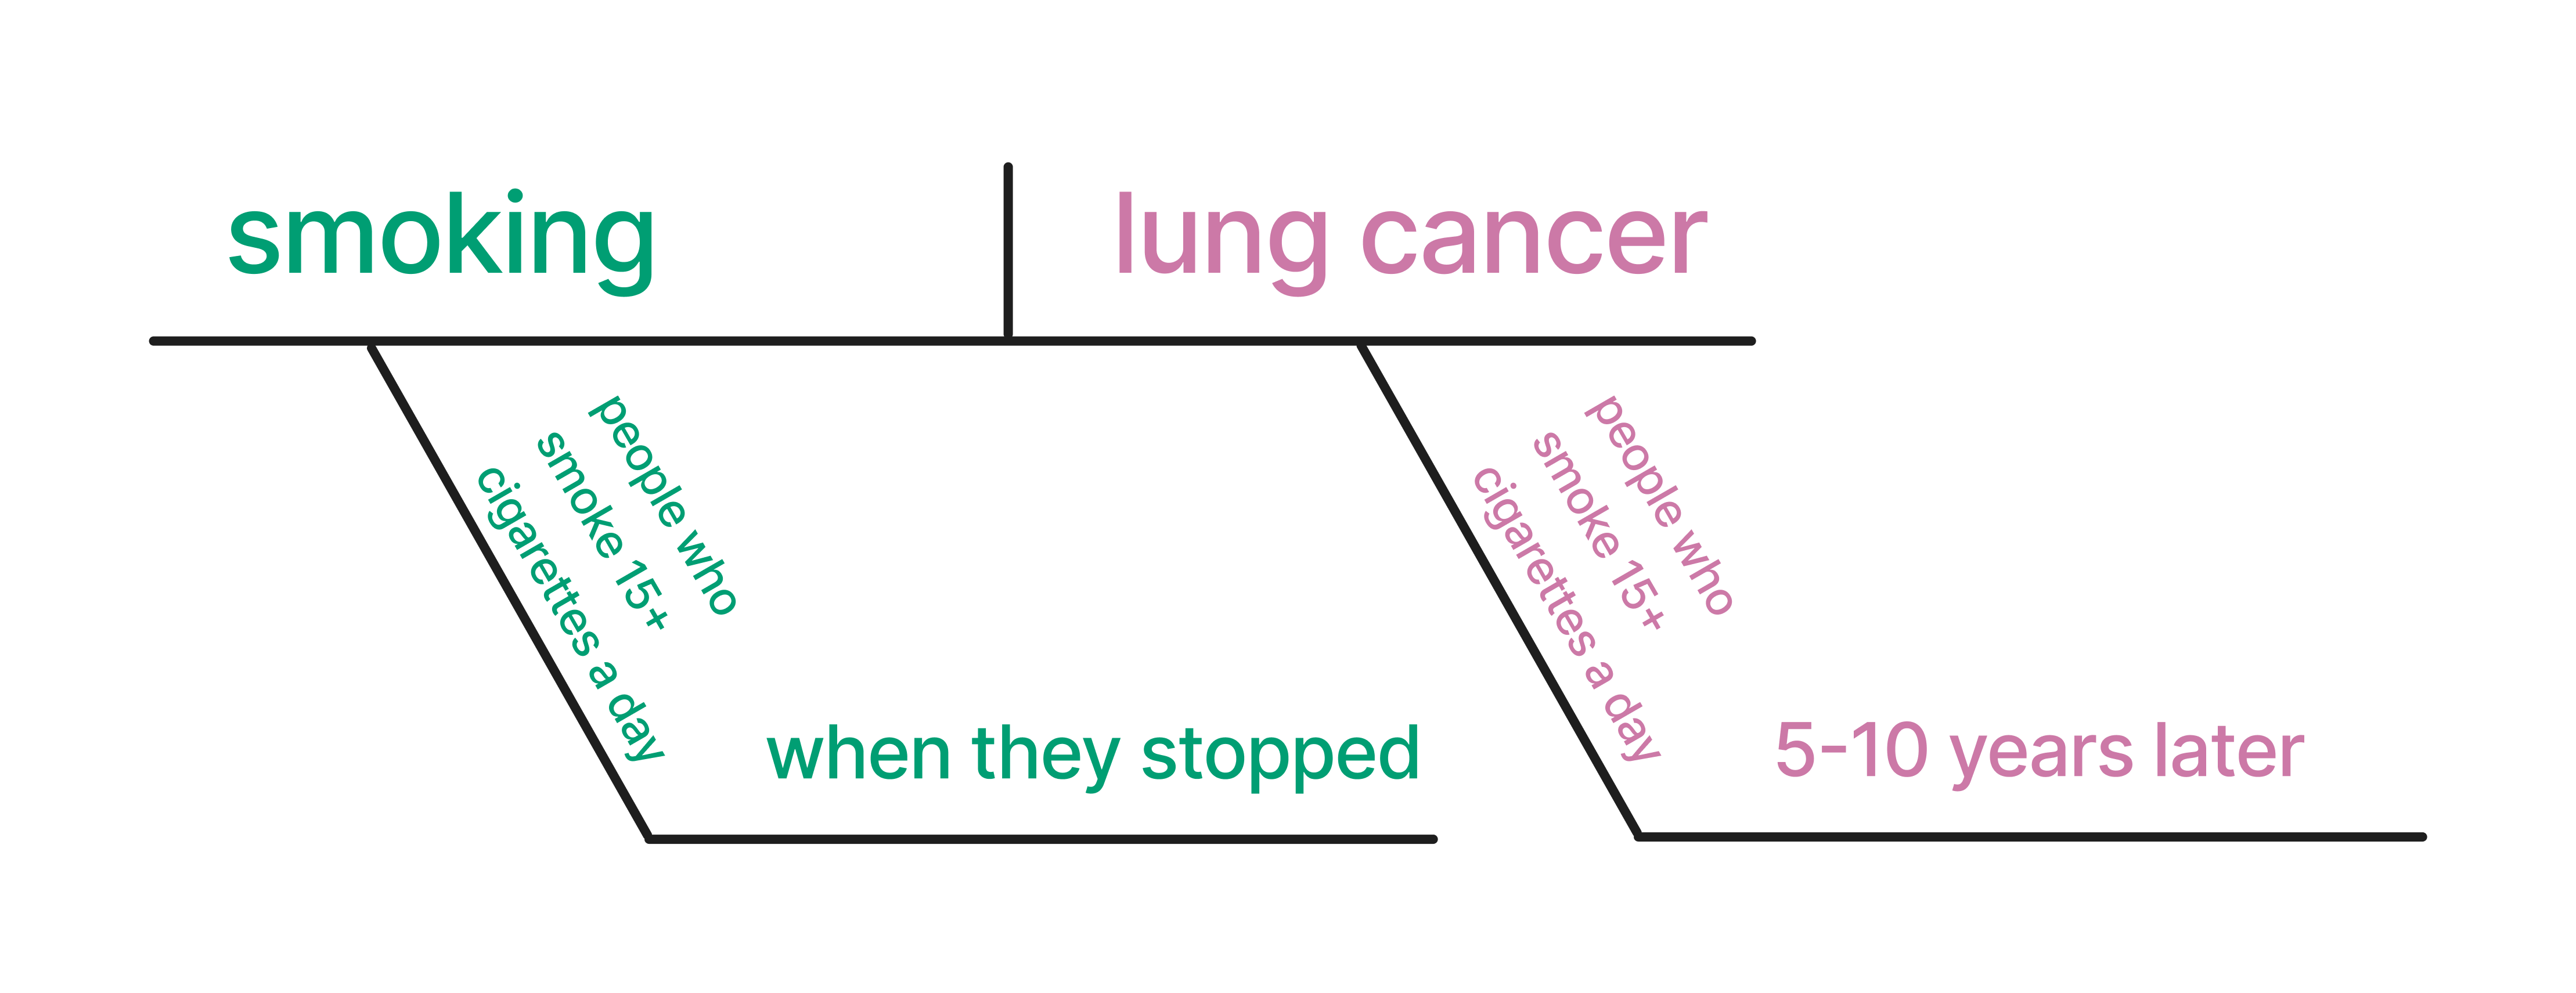 smoking
lung cancer
people who
smoke 15+
cigarettes a day
when they stopped
people who
smoke 15+
cigarettes a day
5-10 years later